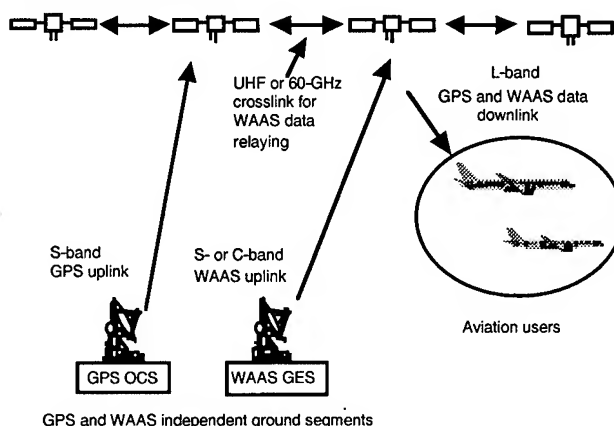 UHF or 60-GHz
crosslink for
WAAS data
relaying
L-band
GPS and WAAS data
downlink
S-band
GPS uplink
S- or C-band
WAAS uplink
Aviation users
GPS OCS
WAAS GES
GPS and WAAS independent ground segments